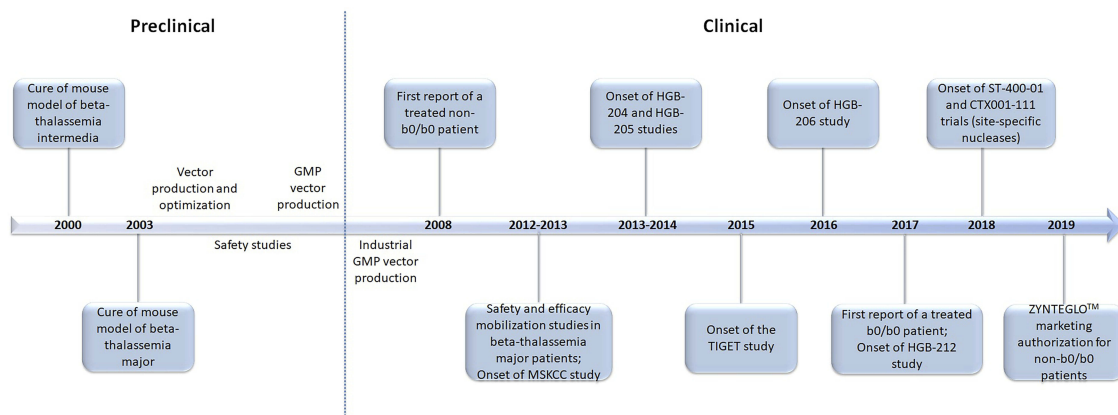 Preclinical
Clinical
Cure of mouse
model of beta-
thalassemia
intermedia
First report of a
treated non-
b0/b0 patient
Onset of HGB-
204 and HGB-
205 studies
Onset of HGB-
206 study
Onset of ST-400-01
and CTX001-111
trials (site-specific
nucleases)
Vector
production and
optimization
GMP
vector
production
2000
2003
2008
2012-2013
2013-2014
2015
2016
2017
2018
2019
Safety studies
Industrial
GMP vector
production
Cure of mouse
model of beta-
thalassemia
major
Safety and efficacy
mobilization studies in
beta-thalassemia
major patients;
Onset of MSKCC study
Onset of the
TIGET study
First report of a treated
b0/b0 patient;
Onset of HGB-212
study
ZYNTEGLO™
marketing
authorization for
non-b0/b0
patients